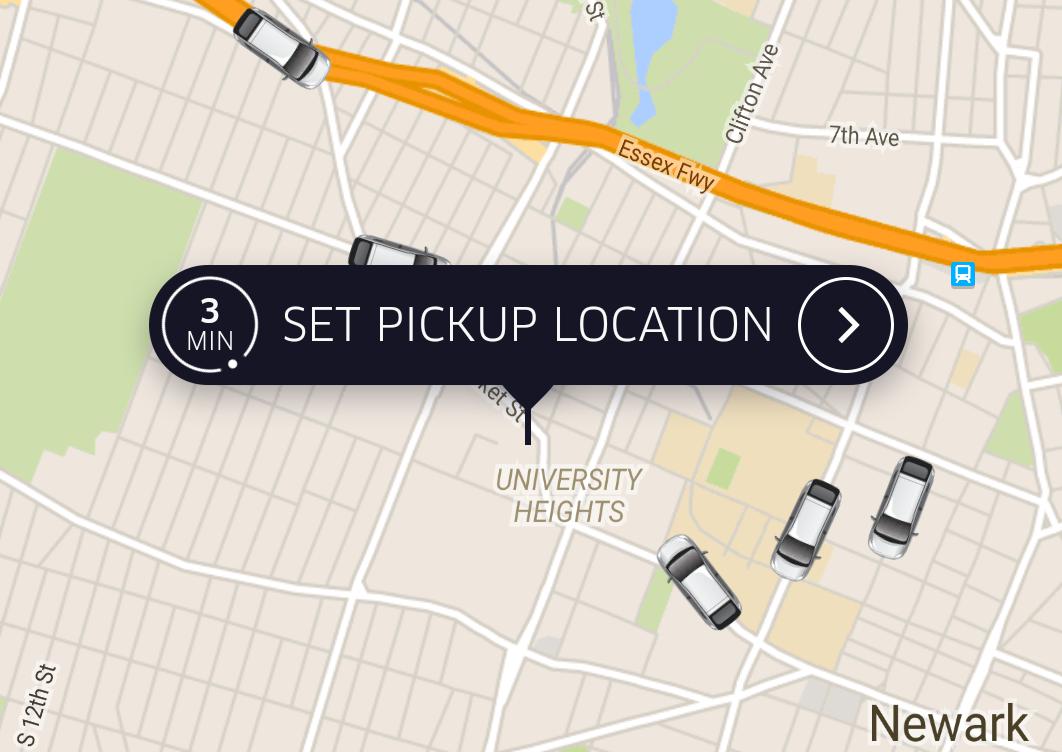 St
Clifton Ave
7th Ave
Essex Fwy
3
MIN
SET PICKUP LOCATION
ket St
UNIVERSITY
HEIGHTS
S 12th St
Newark